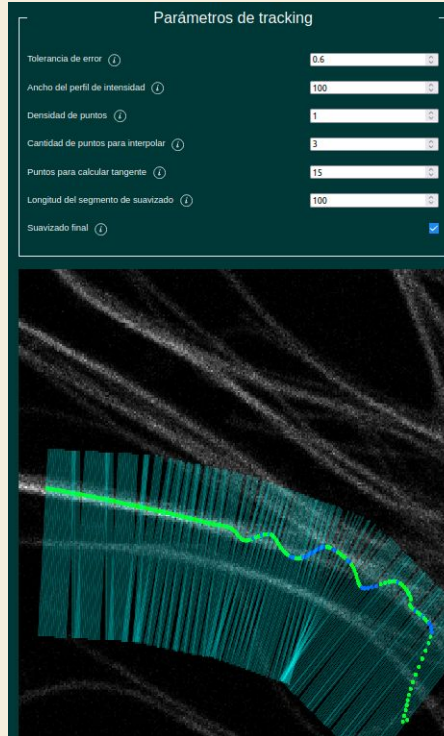 Parámetros de tracking
Tolerancia de error i 0.6
Ancho del perfil de intensidad i 100
Densidad de puntos i 1
Cantidad de puntos para interpolar i 3
Puntos para calcular tangente i 15
Longitud del segmento de suavizado i 100
Suavizado final i